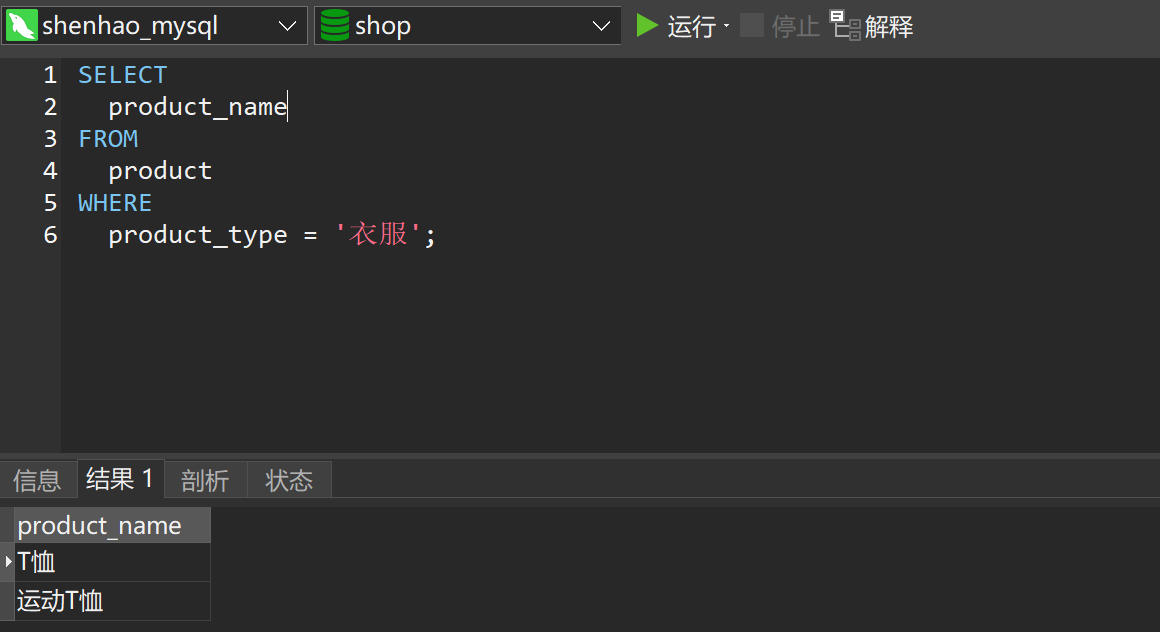 shenhao_mysql shop 运行 停止 解释
1 SELECT
2 product_name
3 FROM
4 product
5 WHERE
6 product_type = '衣服';
信息 结果 1 剖析 状态
product_name
T恤
运动T恤